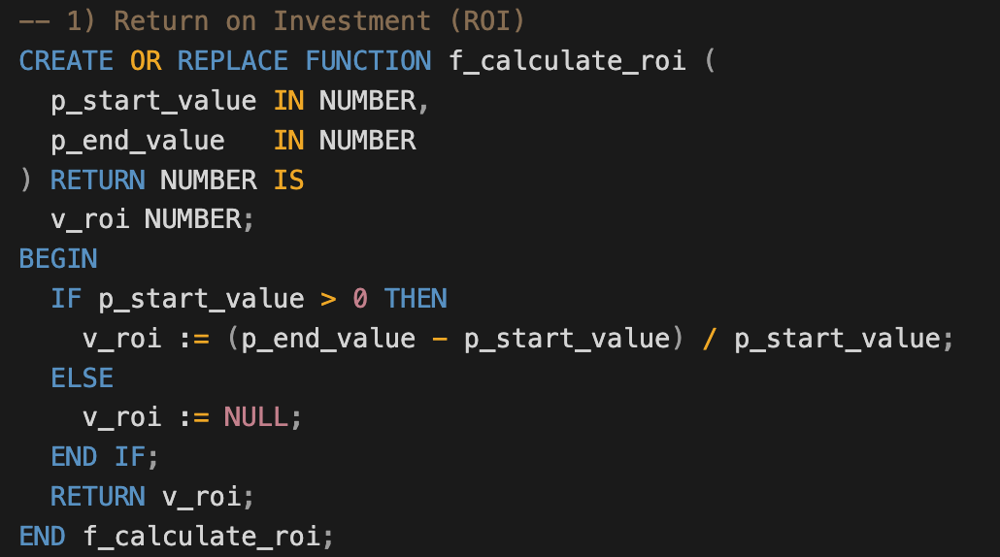 -- 1) Return on Investment (ROI)
CREATE OR REPLACE FUNCTION f_calculate_roi (
  p_start_value IN NUMBER,
  p_end_value   IN NUMBER
) RETURN NUMBER IS
  v_roi NUMBER;
BEGIN
  IF p_start_value > 0 THEN
    v_roi := (p_end_value - p_start_value) / p_start_value;
  ELSE
    v_roi := NULL;
  END IF;
  RETURN v_roi;
END f_calculate_roi;